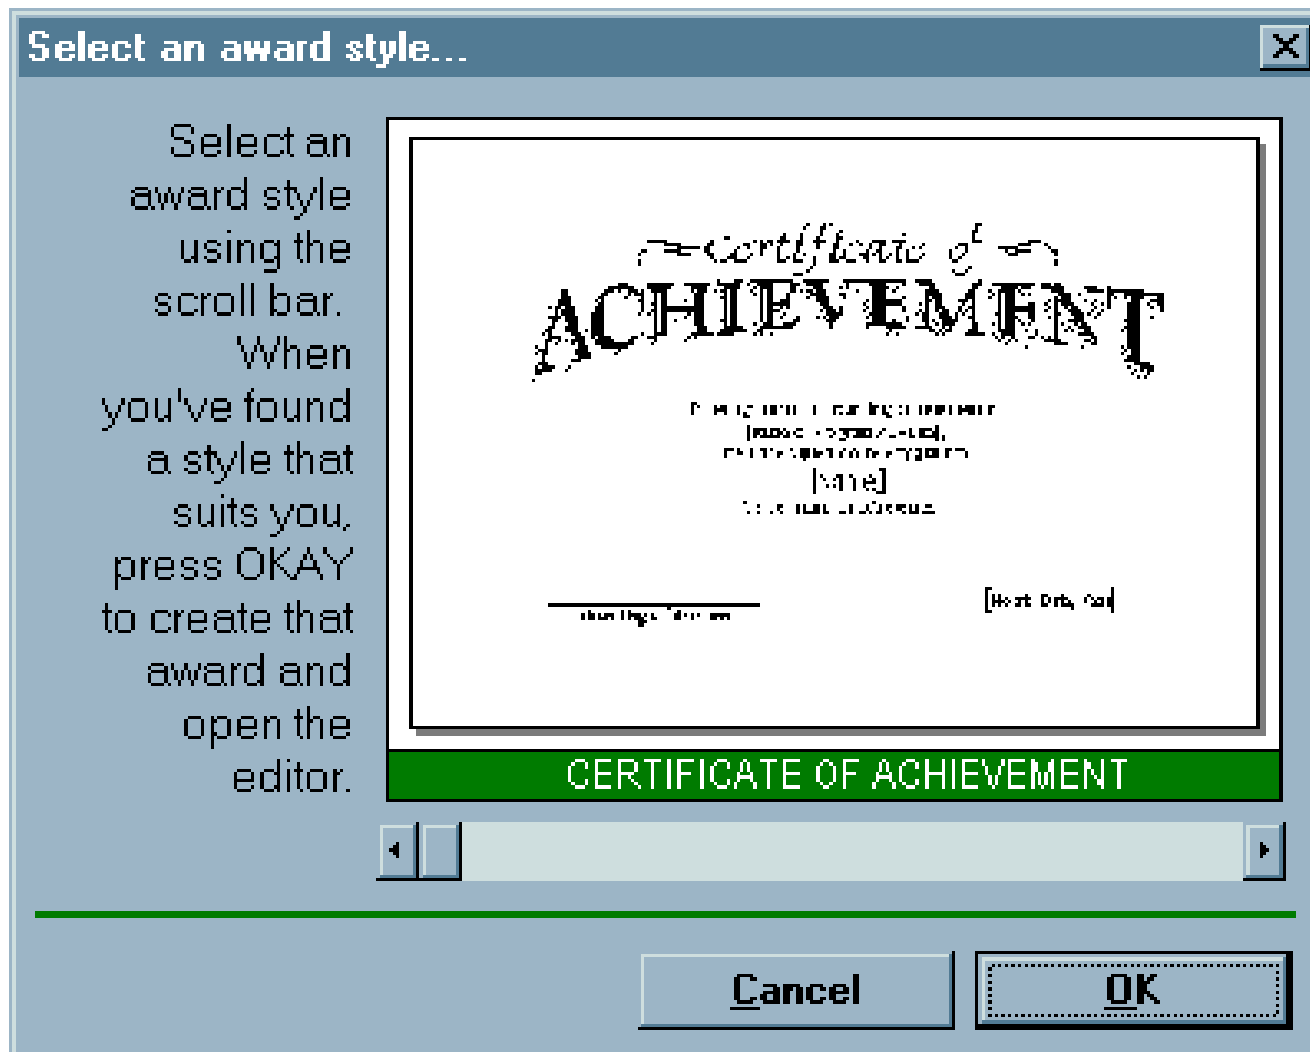 Select an award style...
Select an
award style
using the
scroll bar.
When
you've found
a style that
suits you,
press OKAY
to create that
award and
open the
editor.
Certificate of
ACHIEVEMENT
CERTIFICATE OF ACHIEVEMENT
Cancel
OK